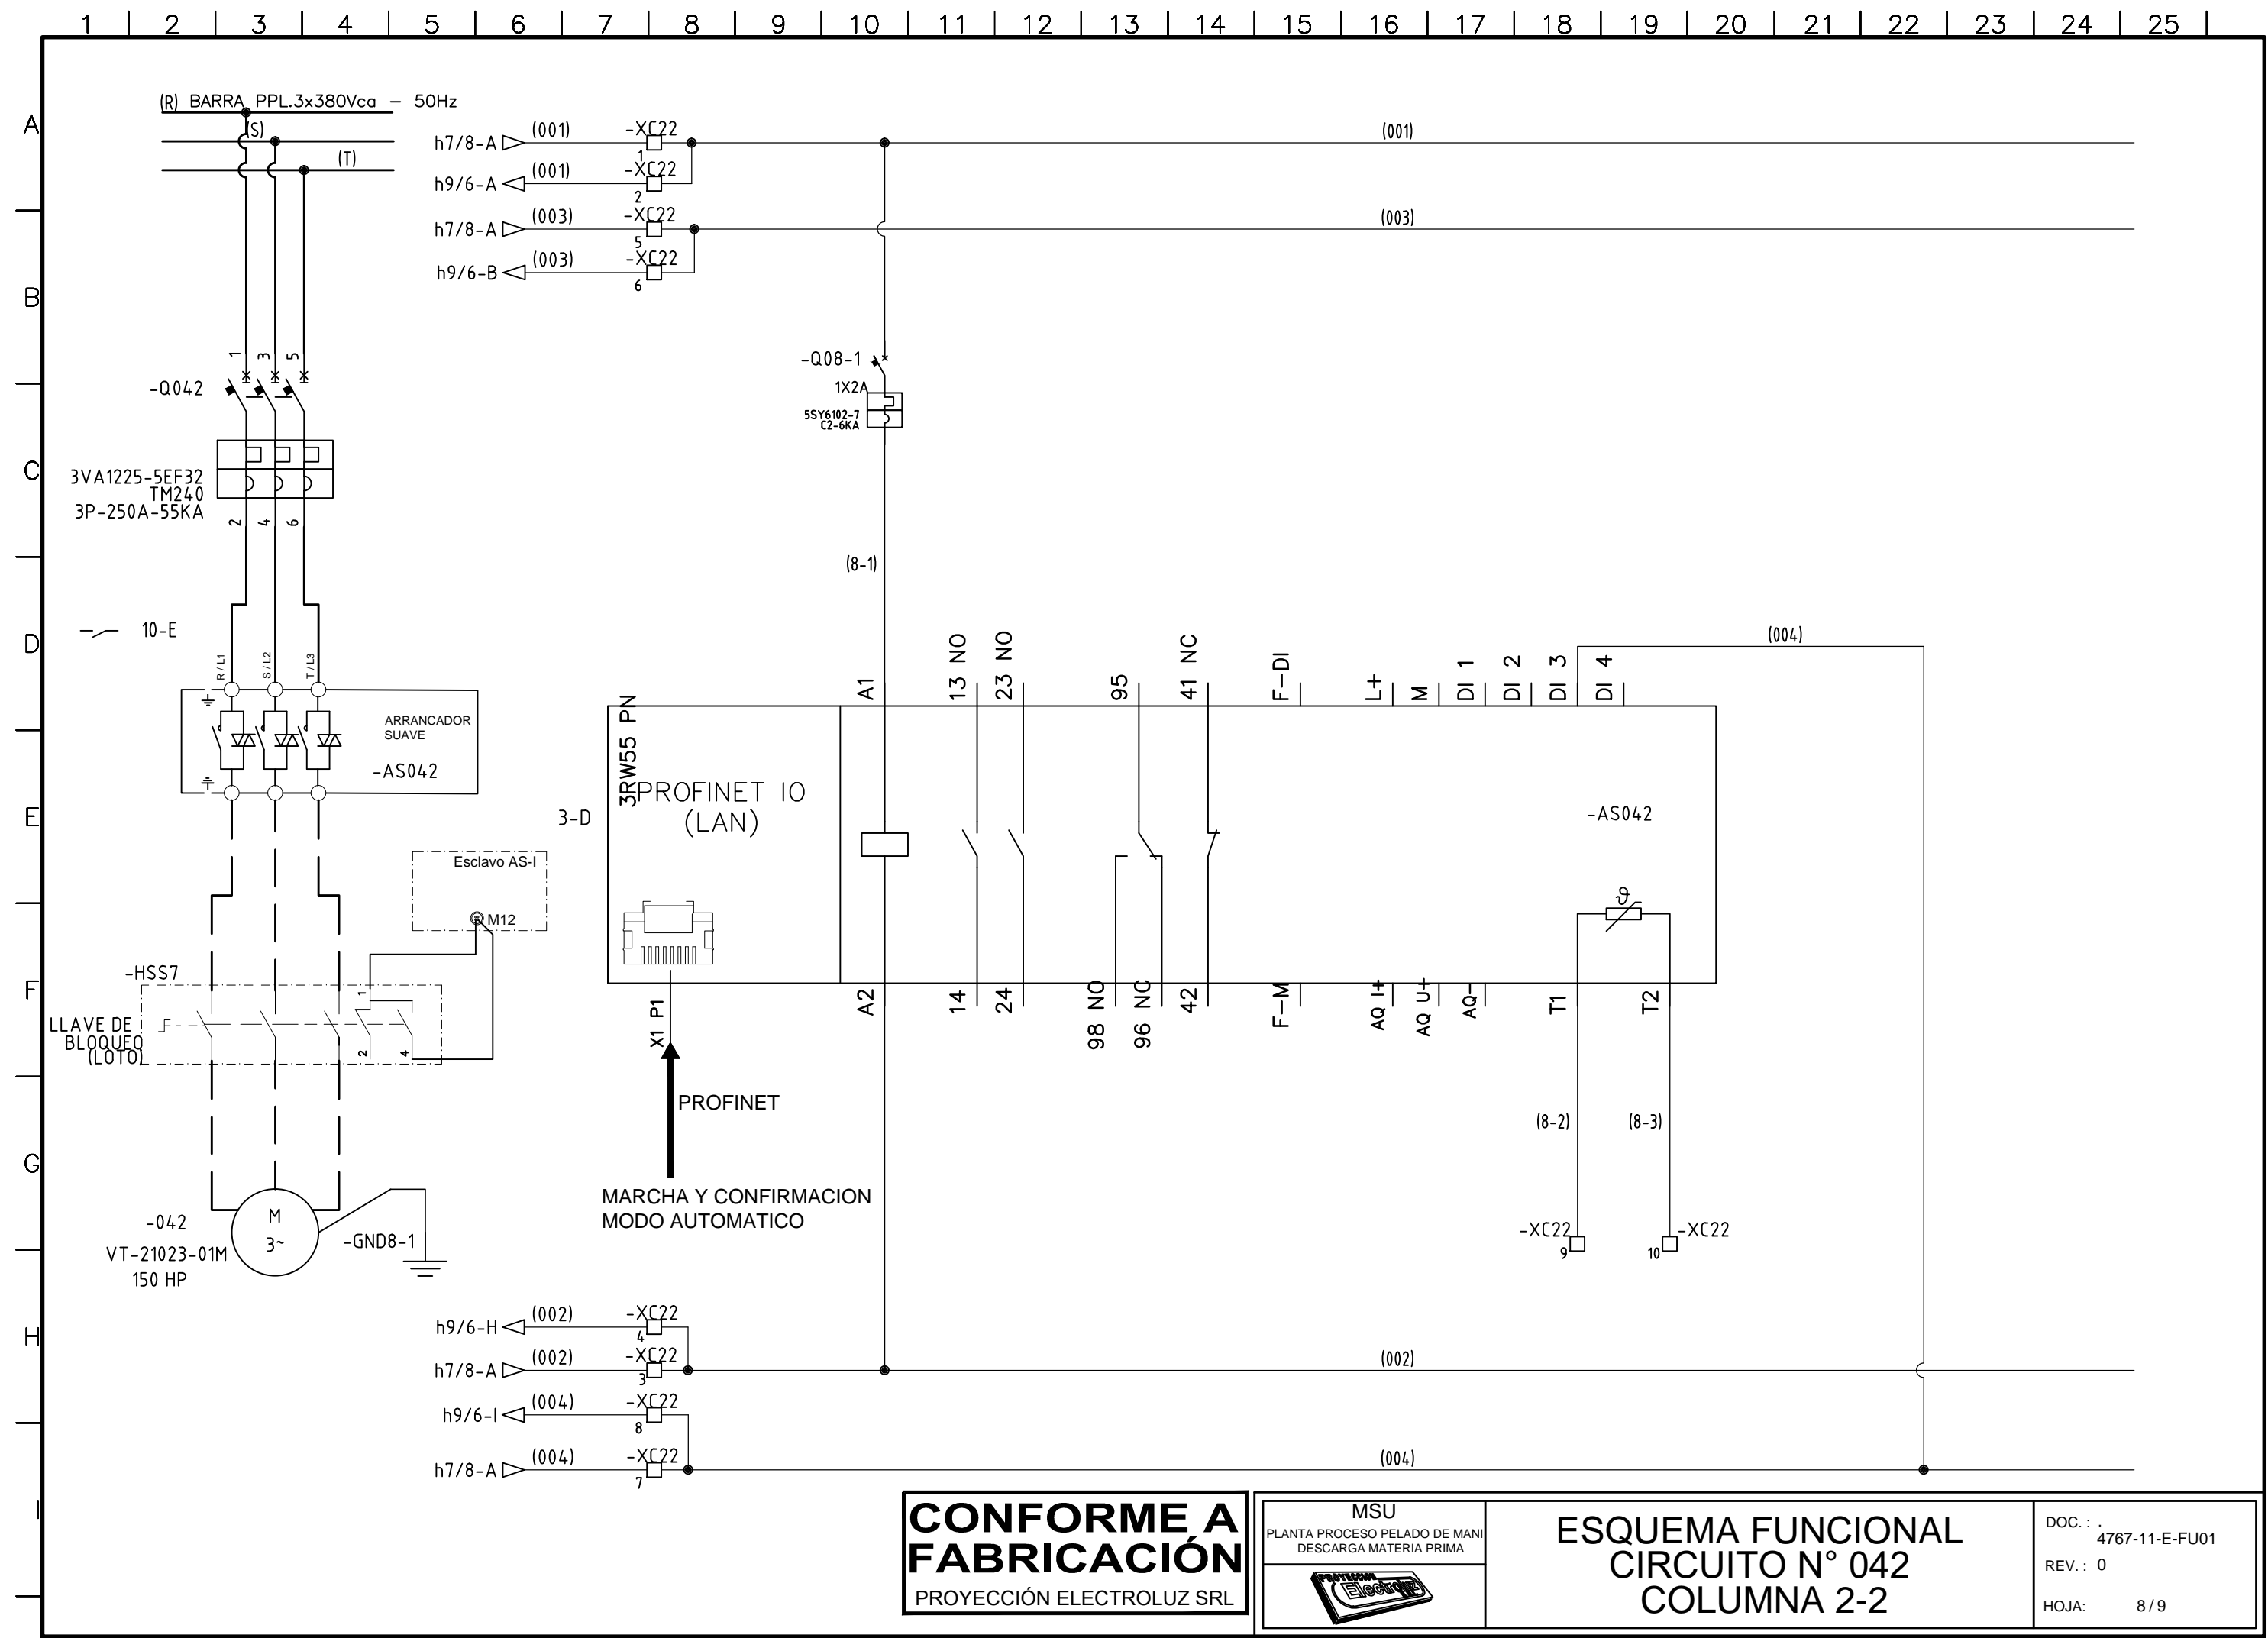 1 2 3 4 5 6 7 8 9 10 11 12 13 14 15 16 17 18 19 20 21 22 23 24 25
A
B
C
D
E
F
G
H
I
(R) BARRA PPL.3x380Vca - 50Hz
(S)
(T)
h7/8-A (001) -XC22 1 (001)
h9/6-A (001) -XC22 2
h7/8-A (003) -XC22 5 (003)
h9/6-B (003) -XC22 6
1 3 5
-Q042
3VA1225-5EF32
TM240
3P-250A-55KA
2 4 6
-Q08-1
1X2A
5SY6102-7
C2-6KA
(8-1)
10-E
R / L1 S / L2 T / L3
ARRANCADOR
SUAVE
-AS042
(004)
A1 13 NO 23 NO 95 41 NC F-DI L+ M DI 1 DI 2 DI 3 DI 4
3RW55 PN
PROFINET IO
(LAN)
3-D
-AS042
ϑ
Esclavo AS-I
M12
-HSS7
LLAVE DE
BLOQUEO
(LOTO)
1
2 4
A2 14 24 98 NO 96 NC 42 F-M AQ I+ AQ U+ AQ- T1 T2
X1 P1
PROFINET
MARCHA Y CONFIRMACION
MODO AUTOMATICO
(8-2) (8-3)
-XC22 9
10 -XC22
M
3~
-042
VT-21023-01M
150 HP
-GND8-1
h9/6-H (002) -XC22 4
h7/8-A (002) -XC22 3 (002)
h9/6-I (004) -XC22 8
h7/8-A (004) -XC22 7 (004)
CONFORME A
FABRICACIÓN
PROYECCIÓN ELECTROLUZ SRL
MSU
PLANTA PROCESO PELADO DE MANI
DESCARGA MATERIA PRIMA
PROYECCION
Electroluz
ESQUEMA FUNCIONAL
CIRCUITO N° 042
COLUMNA 2-2
DOC. : .
4767-11-E-FU01
REV. : 0
HOJA: 8 / 9